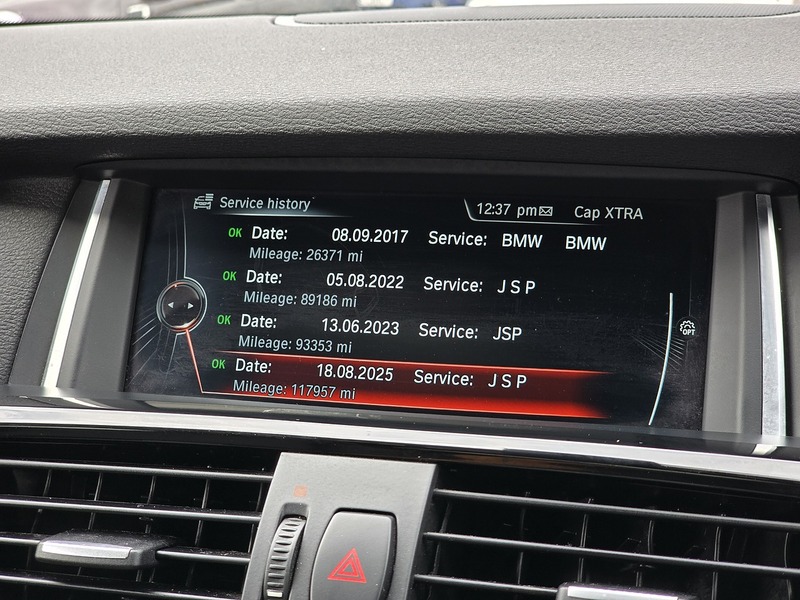 Service history
12:37 pm Cap XTRA
OK Date: 08.09.2017 Service: BMW BMW
Mileage: 26371 mi
OK Date: 05.08.2022 Service: J S P
Mileage: 89186 mi
OK Date: 13.06.2023 Service: JSP
Mileage: 93353 mi
OK Date: 18.08.2025 Service: J S P
Mileage: 117957 mi
OPT